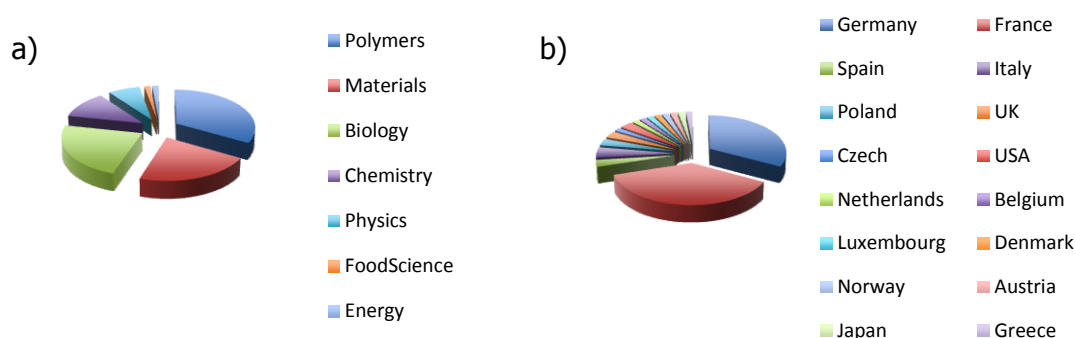 a)
Polymers
Materials
Biology
Chemistry
Physics
FoodScience
Energy
b)
Germany France
Spain Italy
Poland UK
Czech USA
Netherlands Belgium
Luxembourg Denmark
Norway Austria
Japan Greece